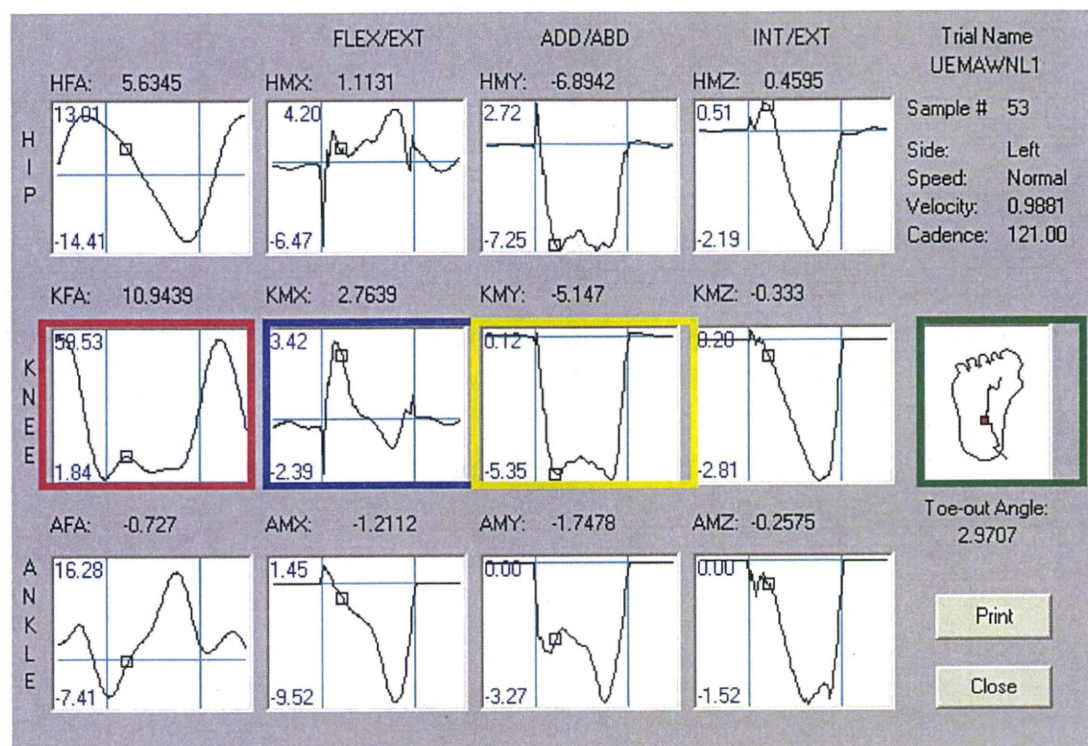 FLEX/EXT ADD/ABD INT/EXT Trial Name
UEMAWNL1
HFA: 5.6345 HMX: 1.1131 HMY: -6.8942 HMZ: 0.4595
13.01 4.20 2.72 0.51
Sample # 53
HIP
Side: Left
Speed: Normal
Velocity: 0.9881
Cadence: 121.00
-14.41 -6.47 -7.25 -2.19
KFA: 10.9439 KMX: 2.7639 KMY: -5.147 KMZ: -0.333
59.53 3.42 0.12 0.20
KNEE
1.84 -2.39 -5.35 -2.81
Toe-out Angle:
2.9707
AFA: -0.727 AMX: -1.2112 AMY: -1.7478 AMZ: -0.2575
16.28 1.45 0.00 0.00
ANKLE
-7.41 -9.52 -3.27 -1.52
Print
Close